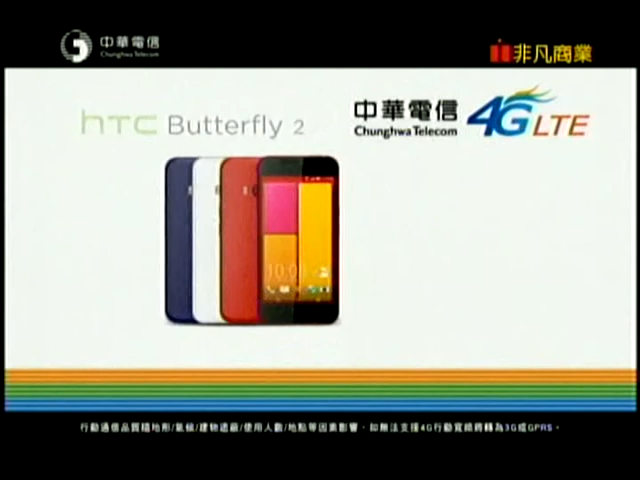 中華電信
Chunghwa Telecom
非凡商業
hTC Butterfly 2
中華電信
Chunghwa Telecom
4G LTE
10:08
行動通信品質隨地形/氣候/建物遮蔽/使用人數/地點等因素影響，如無法支援4G行動寬頻將轉為3G或GPRS。